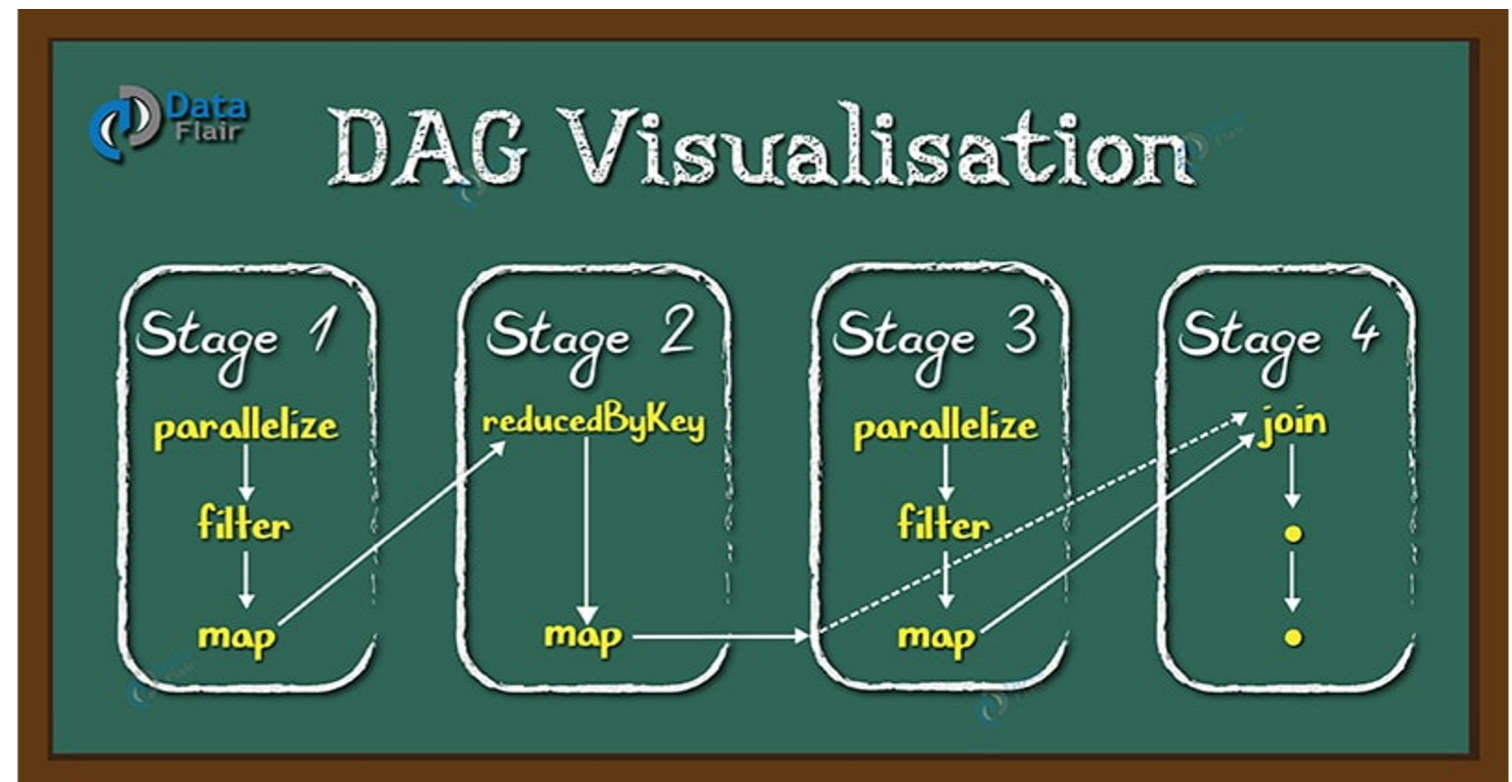 Data
Flair
DAG Visualisation
Stage 1
parallelize
filter
map
Stage 2
reducedByKey
map
Stage 3
parallelize
filter
map
Stage 4
join